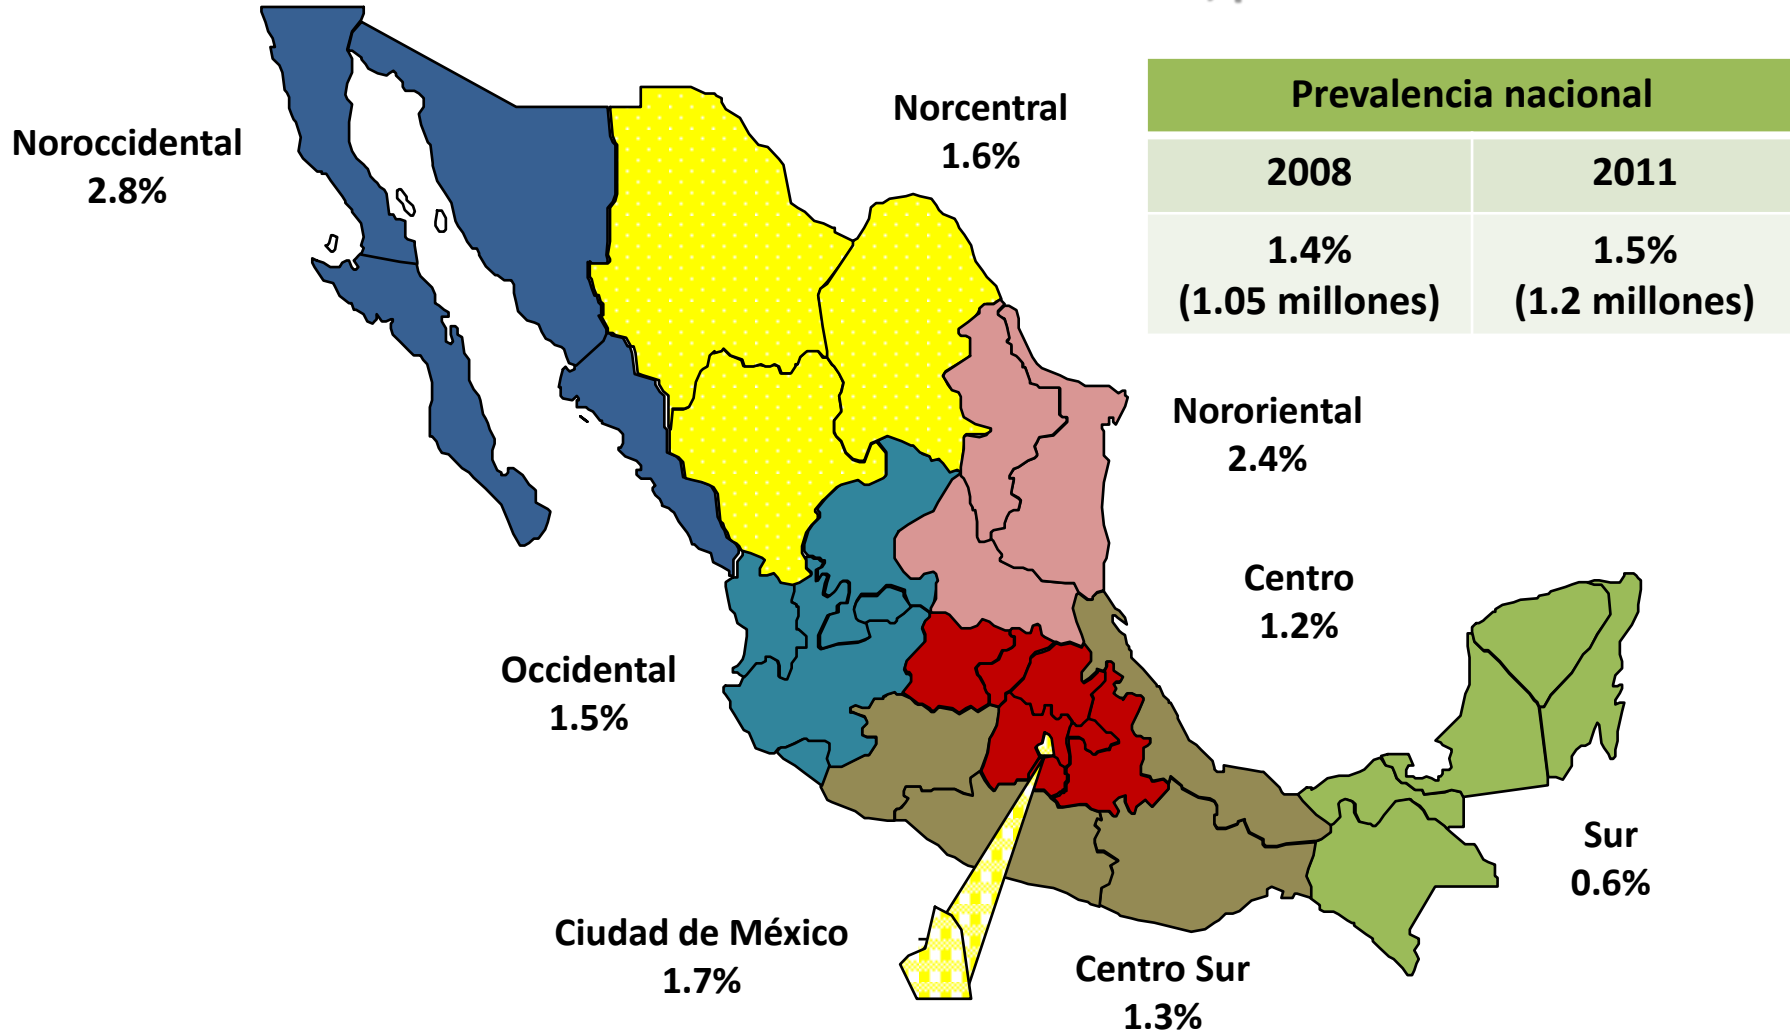 Noroccidental
2.8%
Norcentral
1.6%
Prevalencia nacional
2008
2011
1.4%
(1.05 millones)
1.5%
(1.2 millones)
Nororiental
2.4%
Centro
1.2%
Occidental
1.5%
Sur
0.6%
Ciudad de México
1.7%
Centro Sur
1.3%